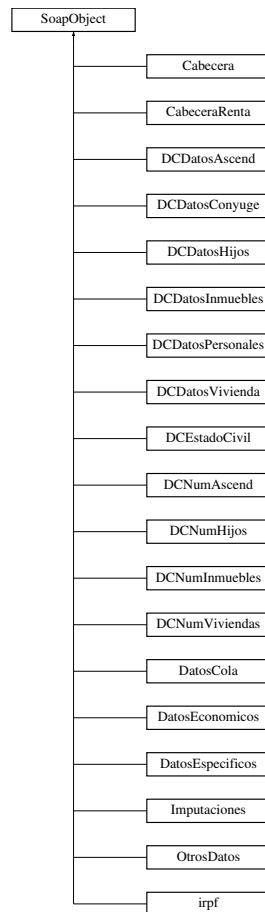 SoapObject
Cabecera
CabeceraRenta
DCDatosAscend
DCDatosConyuge
DCDatosHijos
DCDatosInmuebles
DCDatosPersonales
DCDatosVivienda
DCEstadoCivil
DCNumAscend
DCNumHijos
DCNumInmuebles
DCNumViviendas
DatosCola
DatosEconomicos
DatosEspecificos
Imputaciones
OtrosDatos
irpf